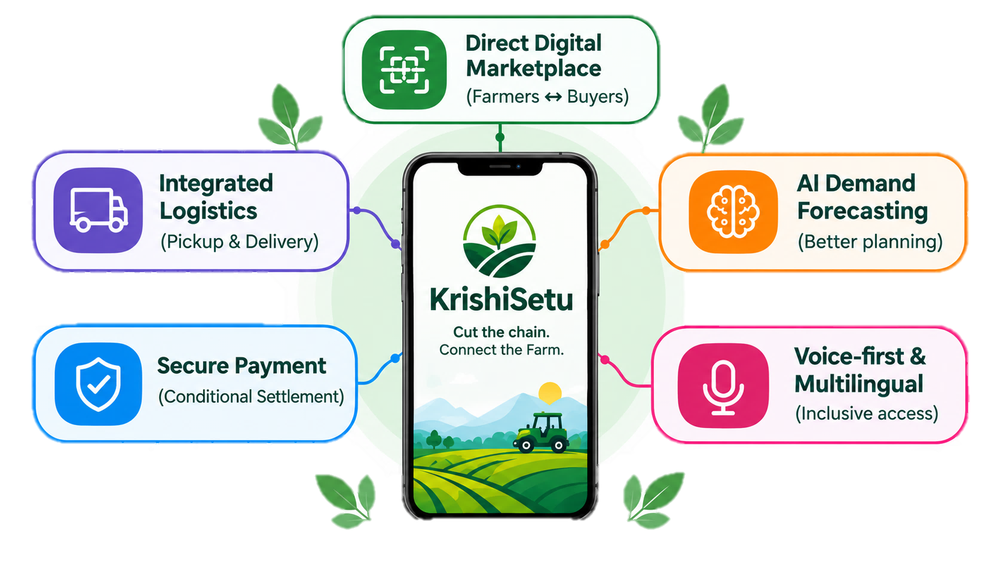 Direct Digital
Marketplace
(Farmers ↔ Buyers)
Integrated
Logistics
(Pickup & Delivery)
AI Demand
Forecasting
(Better planning)
KrishiSetu
Cut the chain.
Connect the Farm.
Secure Payment
(Conditional Settlement)
Voice-first &
Multilingual
(Inclusive access)